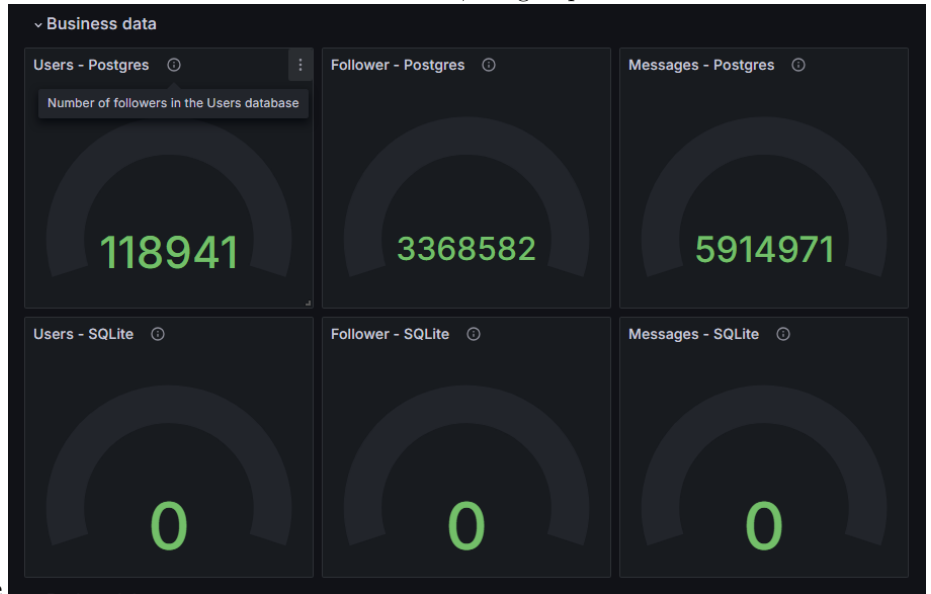 Business data
Users - Postgres
Follower - Postgres
Messages - Postgres
Number of followers in the Users database
118941
3368582
5914971
Users - SQLite
Follower - SQLite
Messages - SQLite
0
0
0